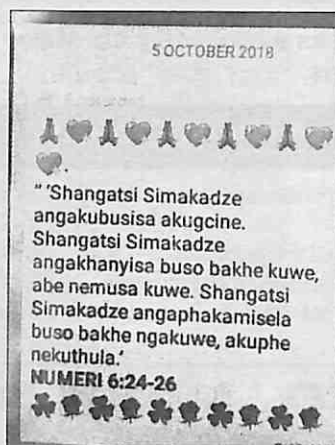 5 OCTOBER 2018
" 'Shangatsi Simakadze
angakubusisa akugcine.
Shangatsi Simakadze
angakhanyisa buso bakhe kuwe,
abe nemusa kuwe. Shangatsi
Simakadze angaphakamisela
buso bakhe ngakuwe, akuphe
nekuthula.'
NUMERI 6:24-26